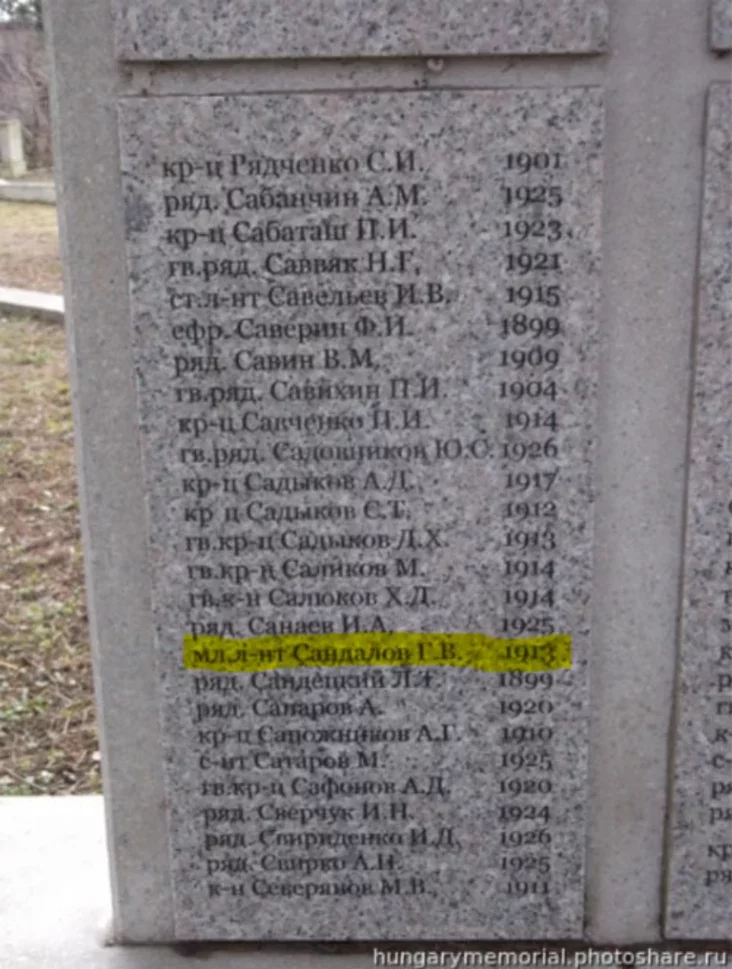 кр-ц Рядченко С.И. 1901
ряд. Сабанчин А.М. 1925
кр-ц Сабаташ П.И. 1923
гв.ряд. Саввяк Н.Г. 1921
ст.л-нт Савельев И.В. 1915
ефр. Саверин Ф.И. 1899
ряд. Савин В.М. 1909
гв.ряд. Савихин П.И. 1904
кр-ц Савченко П.И. 1914
гв.ряд. Садовников Ю.С. 1926
кр-ц Садыков А.Д. 1917
кр-ц Садыков С.Т. 1912
гв.кр-ц Садыков Л.Х. 1913
гв.кр-ц Саликов М. 1914
гв.к-н Салюков Х.Д. 1914
ряд. Санаев И.А. 1925
мл.л-нт Сандалов Г.В. 1913
ряд. Сандецкий 1899
ряд. Сапаров А. 1920
кр-ц Сапожников А.Г. 1910
с-нт Сатаров М. 1925
гв.кр-ц Сафонов А.Д. 1920
ряд. Сверчук И.Н. 1924
ряд. Свириденко И.Д. 1926
ряд. Свирко А.Н. 1925
к-н Северянов М.В. 1911
hungarymemorial.photoshare.ru